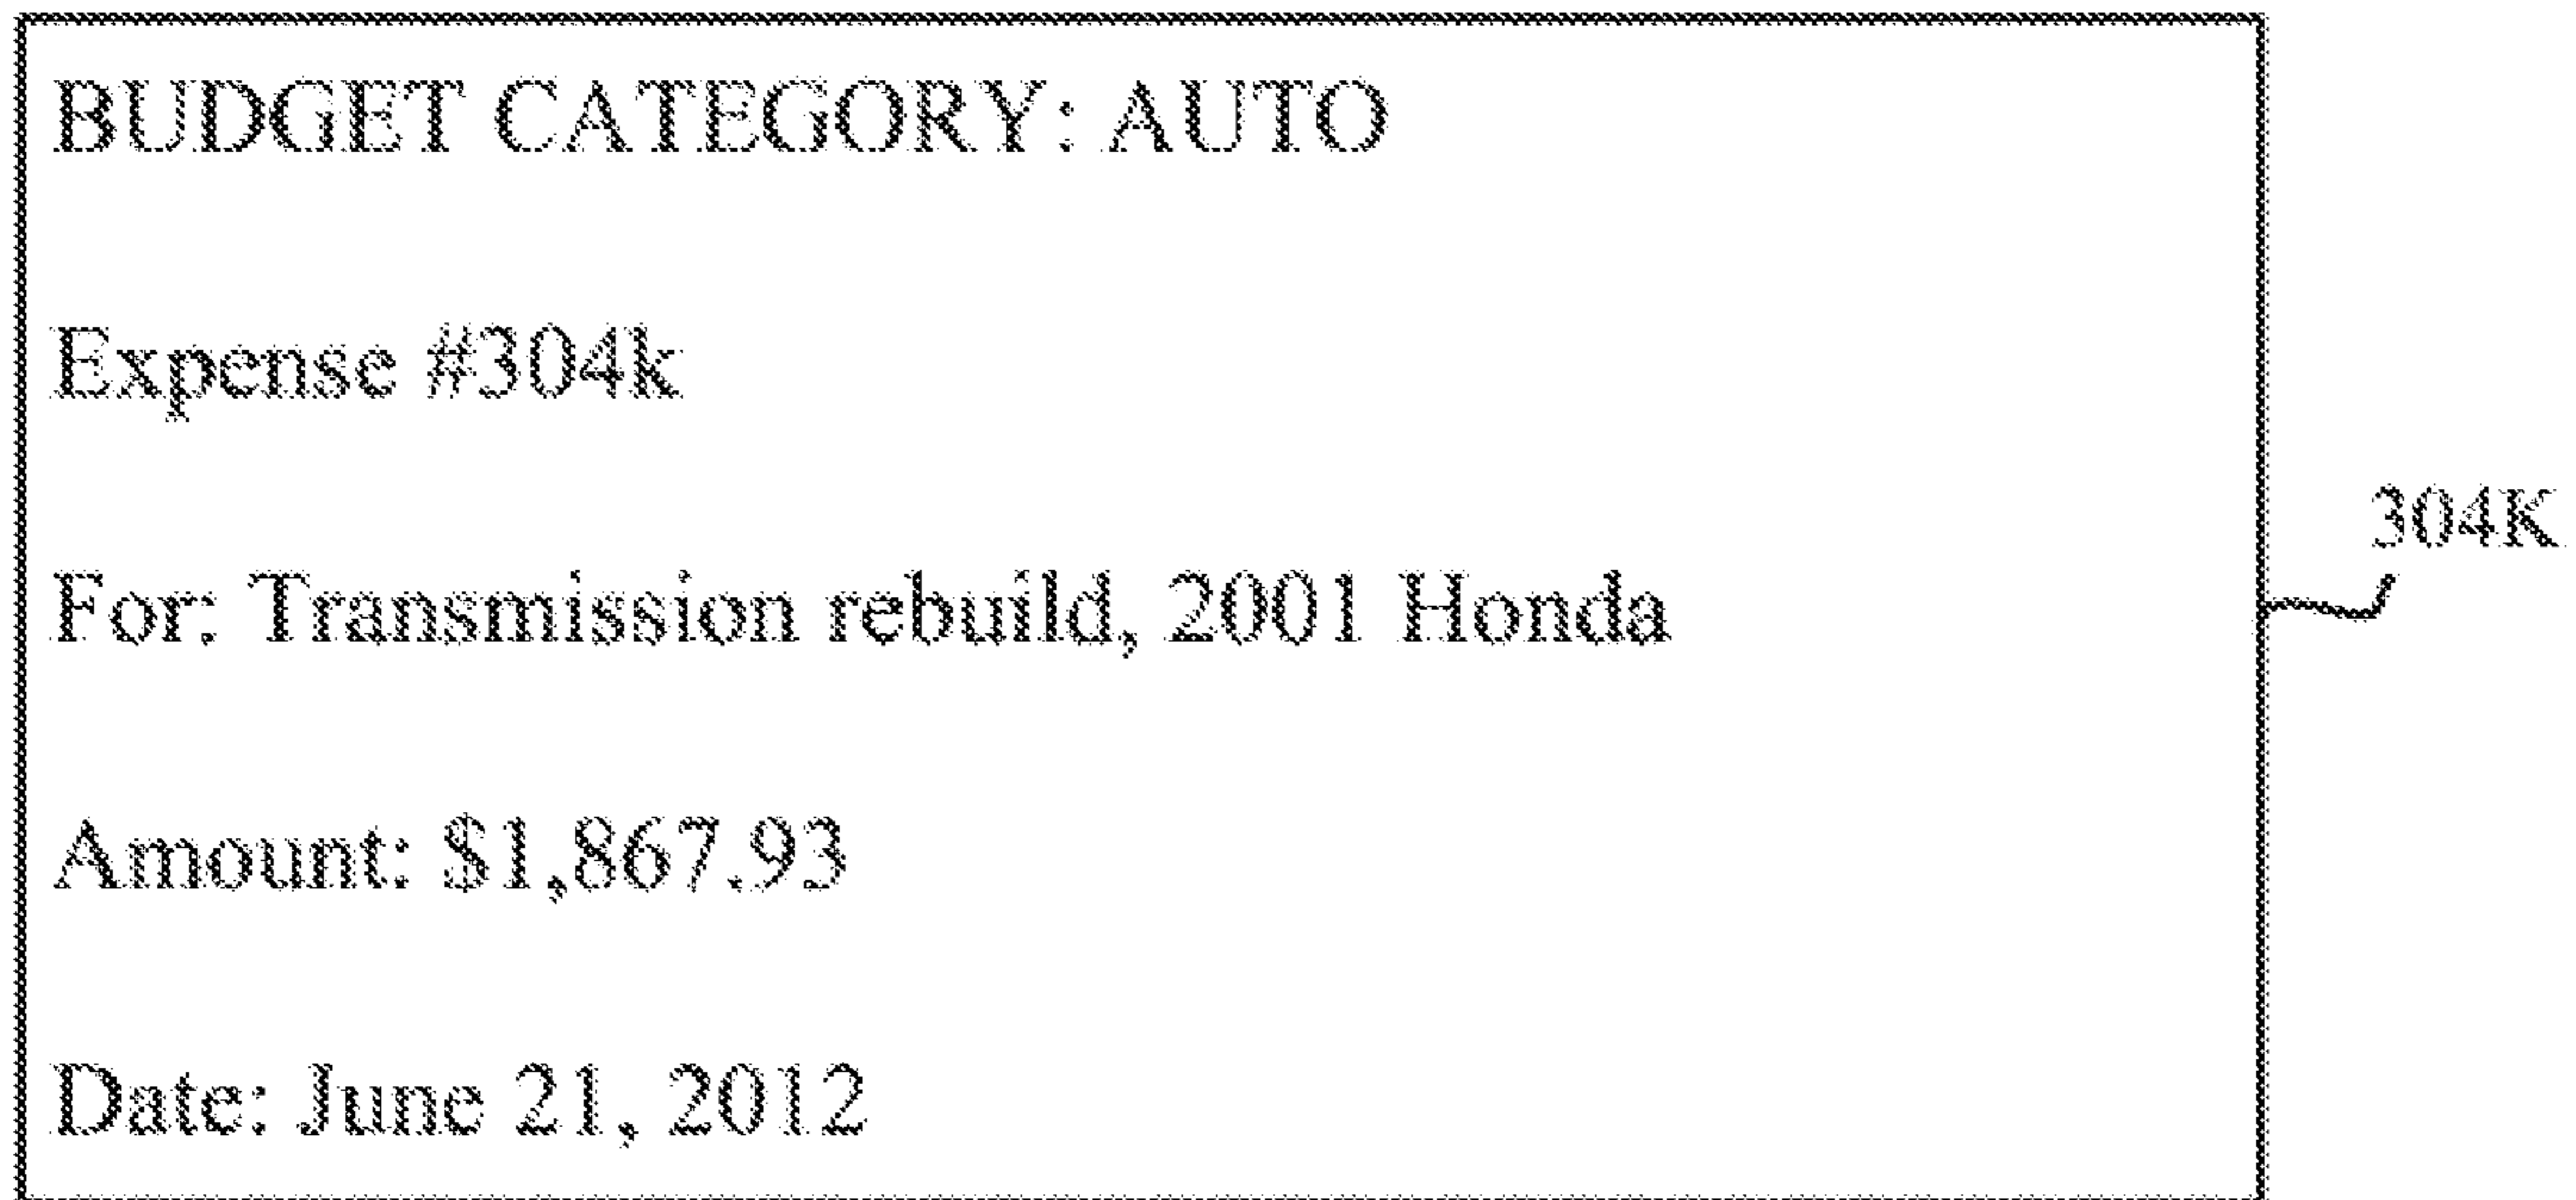 BUDGET CATEGORY: AUTO
Expense #304k
304K
For: Transmission rebuild, 2001 Honda
Amount: $1,867.93
Date: June 21, 2012